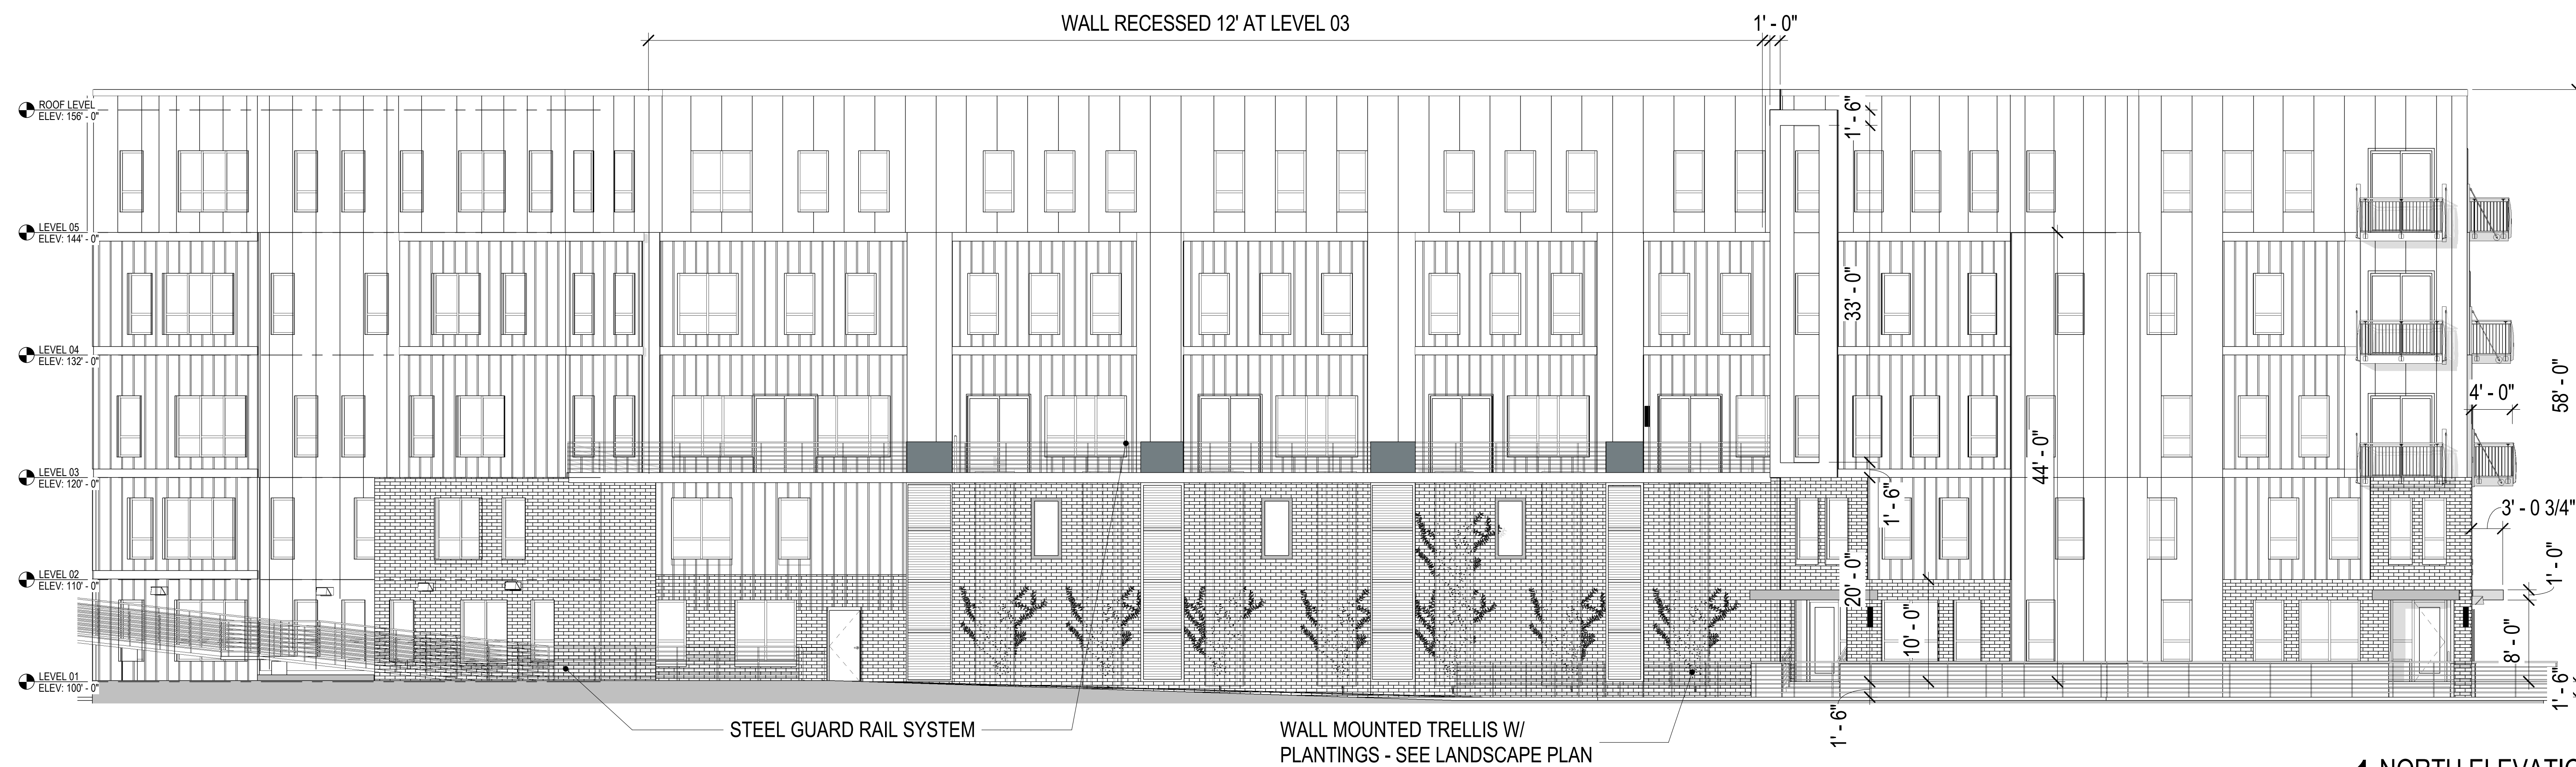 WALL RECESSED 12' AT LEVEL 03
1' - 0"
ROOF LEVEL
ELEV: 156' - 0"
1' - 6"
LEVEL 05
ELEV: 144' - 0"
33' - 0"
LEVEL 04
ELEV: 132' - 0"
58' - 0"
4' - 0"
44' - 0"
LEVEL 03
ELEV: 120' - 0"
1' - 6"
3' - 0 3/4"
LEVEL 02
ELEV: 110' - 0"
20' - 0"
1' - 0"
10' - 0"
8' - 0"
LEVEL 01
ELEV: 100' - 0"
1' - 6"
1' - 6"
STEEL GUARD RAIL SYSTEM
WALL MOUNTED TRELLIS W/
PLANTINGS - SEE LANDSCAPE PLAN
NORTH